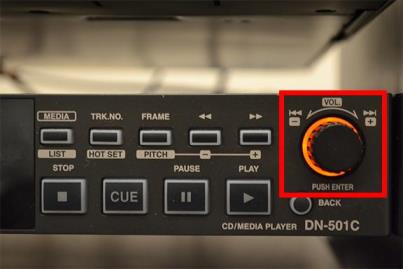 MEDIA TRK.NO. FRAME ◀◀ ▶▶
LIST HOT SET PITCH − +
STOP PAUSE PLAY
■ CUE ⏸ ▶
VOL.
⏮ ⏭
− +
PUSH ENTER
BACK
CD/MEDIA PLAYER DN-501C